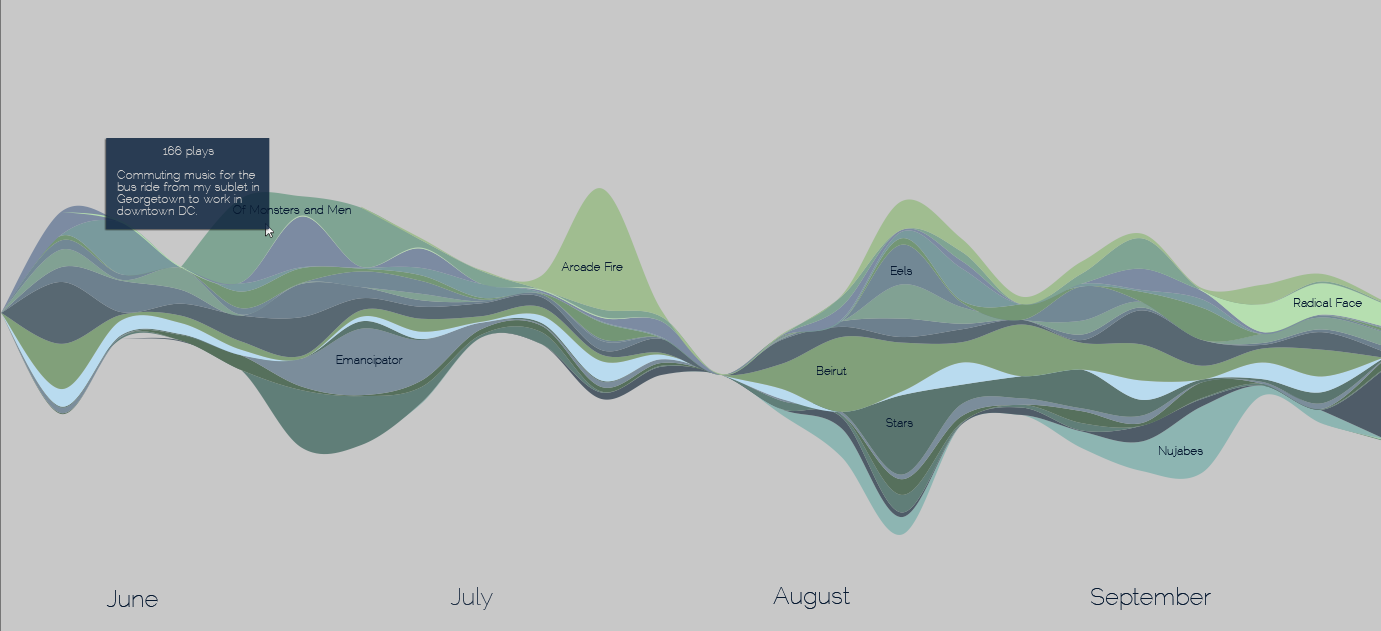 166 plays
Commuting music for the
bus ride from my sublet in
Georgetown to work in
downtown DC.
Of Monsters and Men
Arcade Fire
Eels
Radical Face
Emancipator
Beirut
Stars
Nujabes
June
July
August
September